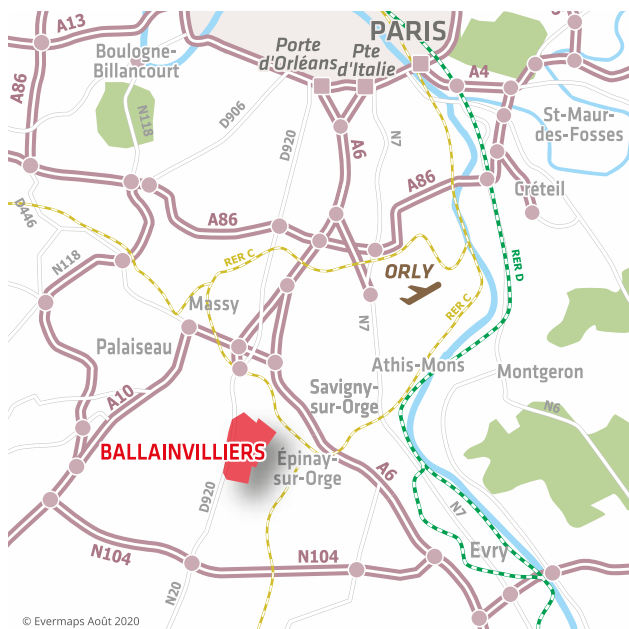 A13
PARIS
Porte
d'Orléans
Pte
d'Italie
Boulogne-
Billancourt
A86
A4
N118
D906
D920
A6
N7
St-Maur-
des-Fosses
A86
Créteil
D446
A86
N118
RER C
ORLY
RER D
RER C
Massy
N7
Palaiseau
Athis-Mons
Montgeron
A10
Savigny-
sur-Orge
N6
BALLAINVILLIERS
Épinay-
sur-Orge
A6
D920
N7
N104
N104
Evry
N20
© Evermaps Août 2020